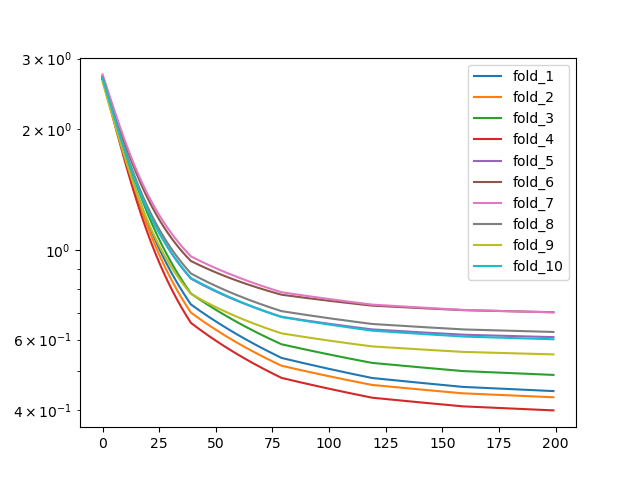 3 × 10⁰
2 × 10⁰
10⁰
6 × 10⁻¹
4 × 10⁻¹
0
25
50
75
100
125
150
175
200
fold_1
fold_2
fold_3
fold_4
fold_5
fold_6
fold_7
fold_8
fold_9
fold_10